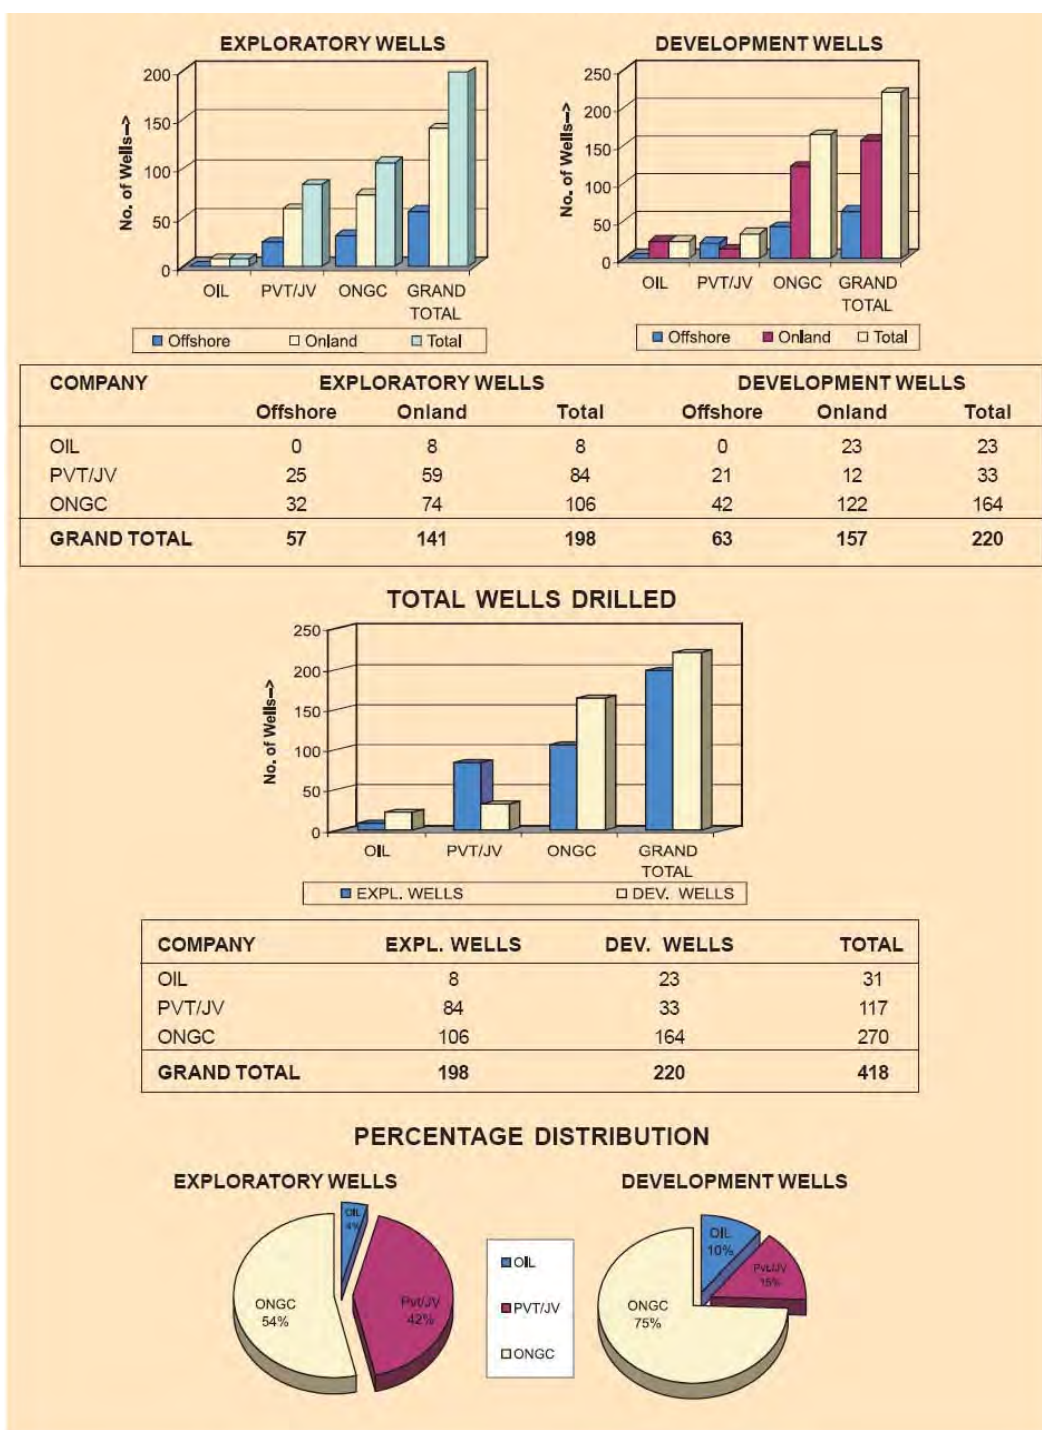 EXPLORATORY WELLS
200
150
100
50
0
No. of Wells-->
OIL PVT/JV ONGC GRAND TOTAL
Offshore Onland Total
DEVELOPMENT WELLS
250
200
150
100
50
0
No. of Wells-->
OIL PVT/JV ONGC GRAND TOTAL
Offshore Onland Total
COMPANY EXPLORATORY WELLS DEVELOPMENT WELLS
Offshore Onland Total Offshore Onland Total
OIL 0 8 8 0 23 23
PVT/JV 25 59 84 21 12 33
ONGC 32 74 106 42 122 164
GRAND TOTAL 57 141 198 63 157 220
TOTAL WELLS DRILLED
250
200
150
100
50
0
No. of Wells-->
OIL PVT/JV ONGC GRAND TOTAL
EXPL. WELLS DEV. WELLS
COMPANY EXPL. WELLS DEV. WELLS TOTAL
OIL 8 23 31
PVT/JV 84 33 117
ONGC 106 164 270
GRAND TOTAL 198 220 418
PERCENTAGE DISTRIBUTION
EXPLORATORY WELLS
OIL
4%
ONGC
54%
Pvt/JV
42%
OIL
PVT/JV
ONGC
DEVELOPMENT WELLS
OIL
10%
Pvt/JV
15%
ONGC
75%